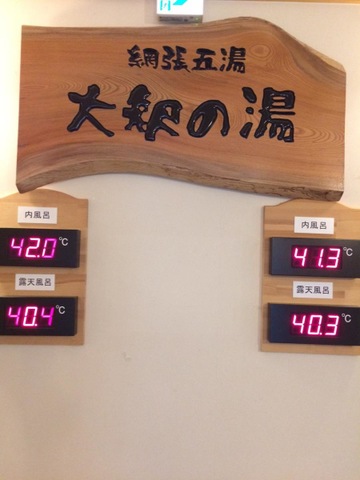 網張五湯
大釈の湯
内風呂
42.0 ℃
露天風呂
40.4 ℃
内風呂
41.3 ℃
露天風呂
40.3 ℃